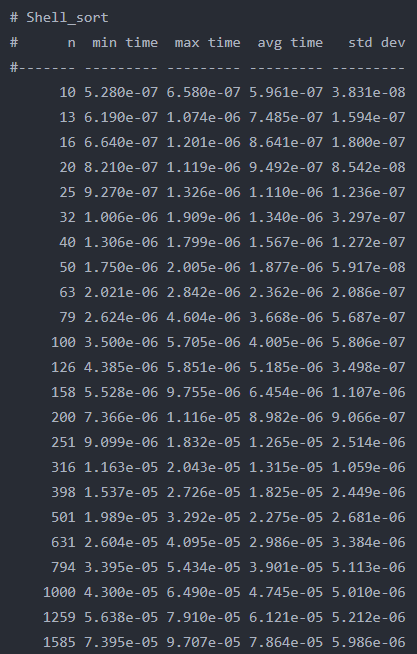 # Shell_sort
#      n  min time  max time  avg time   std dev
#------- --------- --------- --------- ---------
      10 5.280e-07 6.580e-07 5.961e-07 3.831e-08
      13 6.190e-07 1.074e-06 7.485e-07 1.594e-07
      16 6.640e-07 1.201e-06 8.641e-07 1.800e-07
      20 8.210e-07 1.119e-06 9.492e-07 8.542e-08
      25 9.270e-07 1.326e-06 1.110e-06 1.236e-07
      32 1.006e-06 1.909e-06 1.340e-06 3.297e-07
      40 1.306e-06 1.799e-06 1.567e-06 1.272e-07
      50 1.750e-06 2.005e-06 1.877e-06 5.917e-08
      63 2.021e-06 2.842e-06 2.362e-06 2.086e-07
      79 2.624e-06 4.604e-06 3.668e-06 5.687e-07
     100 3.500e-06 5.705e-06 4.005e-06 5.806e-07
     126 4.385e-06 5.851e-06 5.185e-06 3.498e-07
     158 5.528e-06 9.755e-06 6.454e-06 1.107e-06
     200 7.366e-06 1.116e-05 8.982e-06 9.066e-07
     251 9.099e-06 1.832e-05 1.265e-05 2.514e-06
     316 1.163e-05 2.043e-05 1.315e-05 1.059e-06
     398 1.537e-05 2.726e-05 1.825e-05 2.449e-06
     501 1.989e-05 3.292e-05 2.275e-05 2.681e-06
     631 2.604e-05 4.095e-05 2.986e-05 3.384e-06
     794 3.395e-05 5.434e-05 3.901e-05 5.113e-06
    1000 4.300e-05 6.490e-05 4.745e-05 5.010e-06
    1259 5.638e-05 7.910e-05 6.121e-05 5.212e-06
    1585 7.395e-05 9.707e-05 7.864e-05 5.986e-06